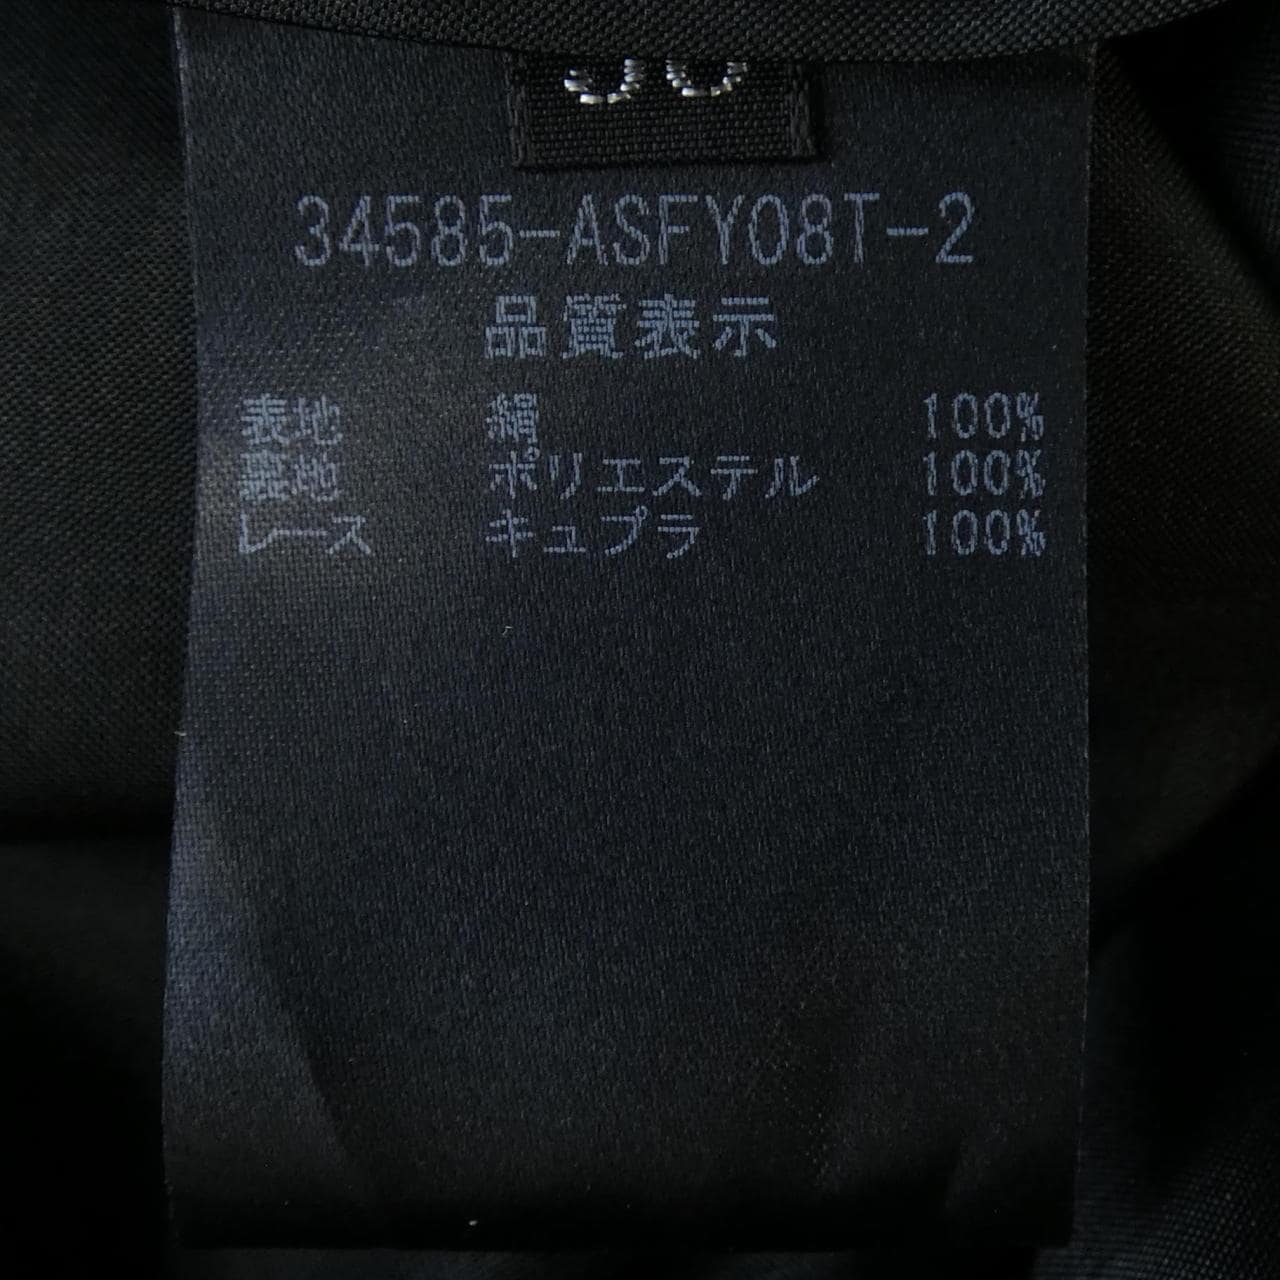 34585-ASFY08T-2
品質表示
表地 絹 100%
裏地 ポリエステル 100%
レース キュプラ 100%